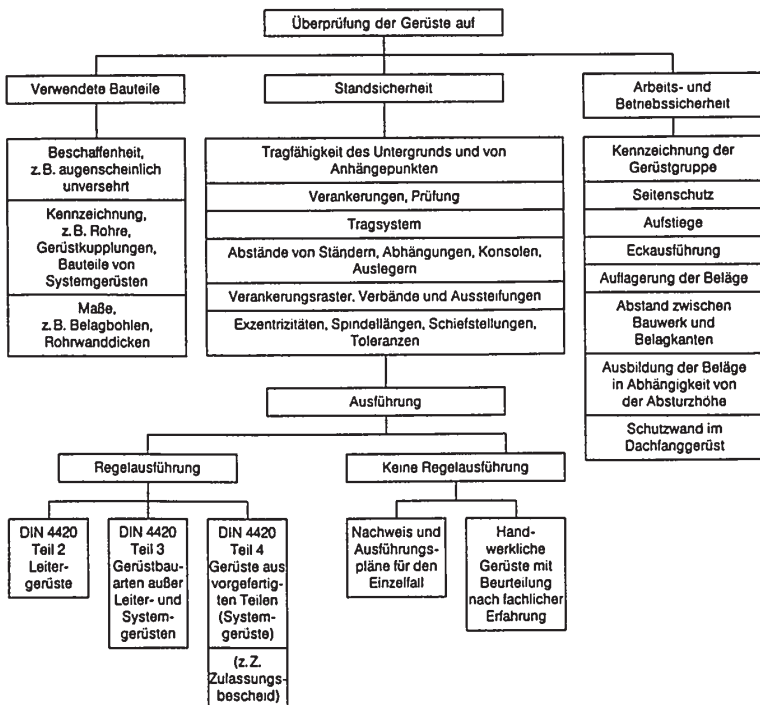 Überprüfung der Gerüste auf
Verwendete Bauteile
Beschaffenheit,
z.B. augenscheinlich
unversehrt
Kennzeichnung,
z.B. Rohre,
Gerüstkupplungen,
Bauteile von
Systemgerüsten
Maße,
z.B. Belagbohlen,
Rohrwanddicken
Standsicherheit
Tragfähigkeit des Untergrunds und von
Anhängepunkten
Verankerungen, Prüfung
Tragsystem
Abstände von Ständern, Abhängungen, Konsolen,
Auslegern
Verankerungsraster, Verbände und Aussteifungen
Exzentrizitäten, Spindellängen, Schiefstellungen,
Toleranzen
Arbeits- und
Betriebssicherheit
Kennzeichnung der
Gerüstgruppe
Seitenschutz
Aufstiege
Eckausführung
Auflagerung der Beläge
Abstand zwischen
Bauwerk und
Belagkanten
Ausbildung der Beläge
in Abhängigkeit von
der Absturzhöhe
Schutzwand im
Dachfanggerüst
Ausführung
Regelausführung
DIN 4420
Teil 2
Leiter-
gerüste
DIN 4420
Teil 3
Gerüstbau-
arten außer
Leiter- und
System-
gerüsten
DIN 4420
Teil 4
Gerüste aus
vorgefertig-
ten Teilen
(System-
gerüste)
(z.Z.
Zulassungs-
bescheid)
Keine Regelausführung
Nachweis und
Ausführungs-
pläne für den
Einzelfall
Hand-
werkliche
Gerüste mit
Beurteilung
nach fachlicher
Erfahrung